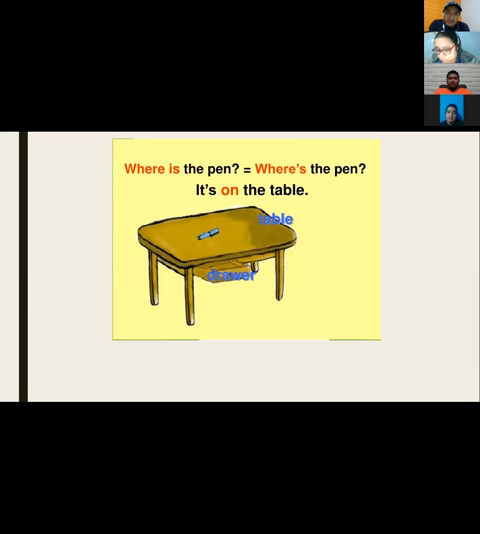 Where is the pen? = Where's the pen?
It's on the table.
table
drawer